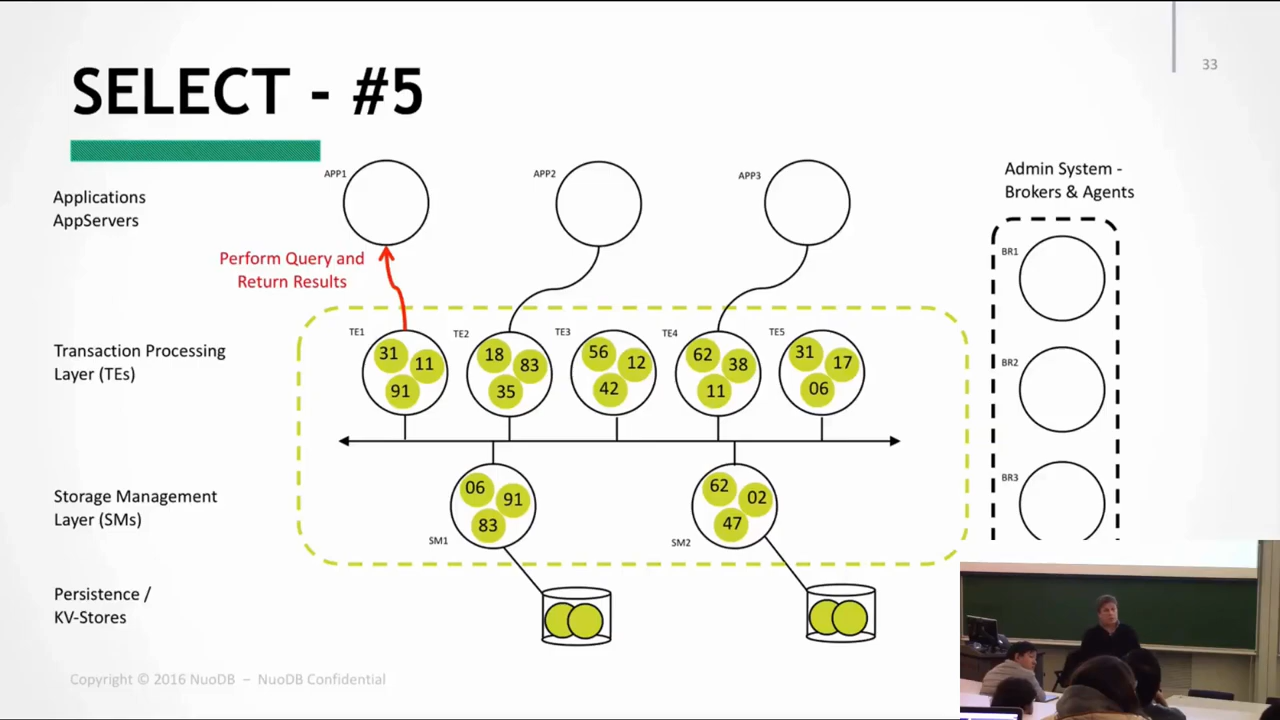 SELECT - #5
33
Applications
AppServers
APP1
APP2
APP3
Admin System -
Brokers & Agents
Perform Query and
Return Results
BR1
BR2
BR3
Transaction Processing
Layer (TEs)
TE1
31
11
91
TE2
18
83
35
TE3
56
12
42
TE4
62
38
11
TE5
31
17
06
Storage Management
Layer (SMs)
SM1
06
91
83
SM2
62
02
47
Persistence /
KV-Stores
Copyright © 2016 NuoDB – NuoDB Confidential